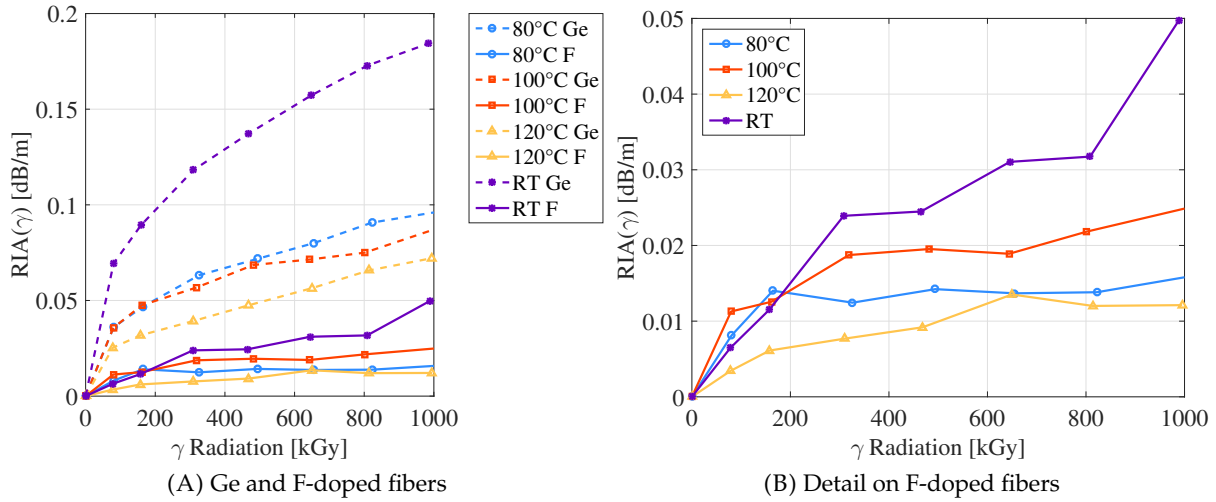 0.2
0.15
0.1
0.05
0
RIA(γ) [dB/m]
0 200 400 600 800 1000
γ Radiation [kGy]
80°C Ge
80°C F
100°C Ge
100°C F
120°C Ge
120°C F
RT Ge
RT F
(A) Ge and F-doped fibers
0.05
0.04
0.03
0.02
0.01
0
RIA(γ) [dB/m]
80°C
100°C
120°C
RT
0 200 400 600 800 1000
γ Radiation [kGy]
(B) Detail on F-doped fibers